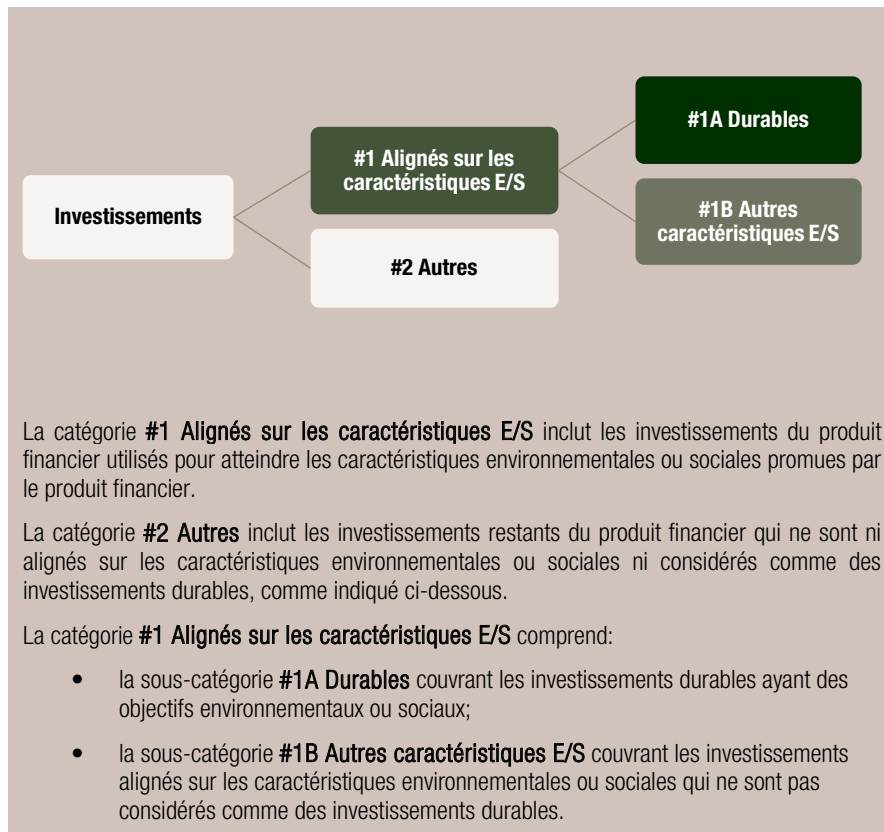 #1A Durables
#1 Alignés sur les
caractéristiques E/S
Investissements
#1B Autres
caractéristiques E/S
#2 Autres
La catégorie #1 Alignés sur les caractéristiques E/S inclut les investissements du produit
financier utilisés pour atteindre les caractéristiques environnementales ou sociales promues par
le produit financier.
La catégorie #2 Autres inclut les investissements restants du produit financier qui ne sont ni
alignés sur les caractéristiques environnementales ou sociales ni considérés comme des
investissements durables, comme indiqué ci-dessous.
La catégorie #1 Alignés sur les caractéristiques E/S comprend:
• la sous-catégorie #1A Durables couvrant les investissements durables ayant des
objectifs environnementaux ou sociaux;
• la sous-catégorie #1B Autres caractéristiques E/S couvrant les investissements
alignés sur les caractéristiques environnementales ou sociales qui ne sont pas
considérés comme des investissements durables.